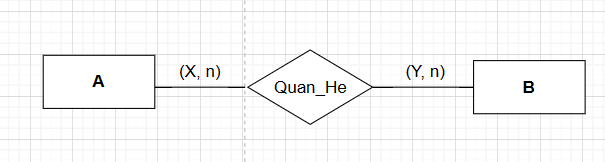 A
(X, n)
Quan_He
(Y, n)
B